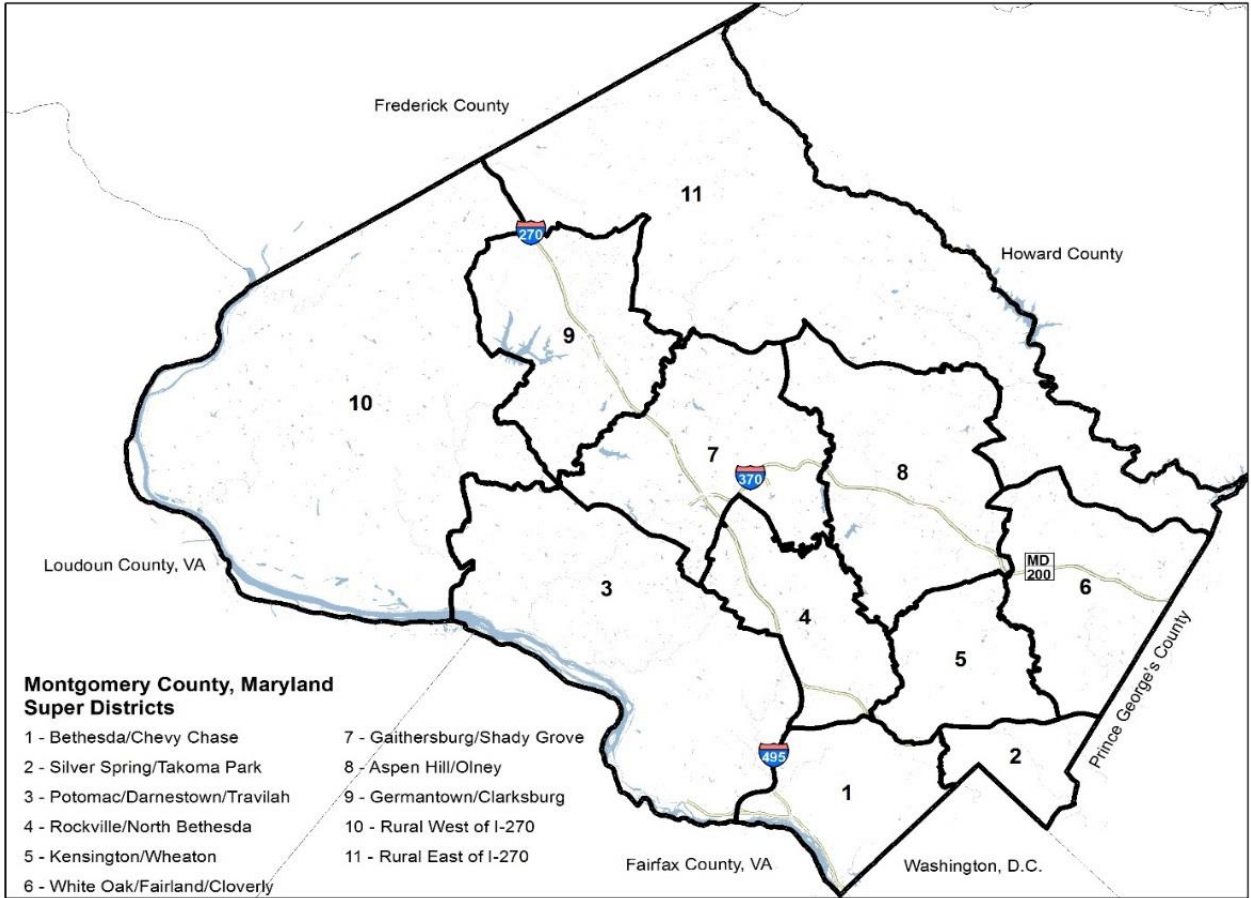 Frederick County
11
270
Howard County
9
10
7
370
8
Loudoun County, VA
MD
200
3
6
4
5
Prince George's County
Montgomery County, Maryland
Super Districts
1 - Bethesda/Chevy Chase
2 - Silver Spring/Takoma Park
3 - Potomac/Darnestown/Travilah
4 - Rockville/North Bethesda
5 - Kensington/Wheaton
6 - White Oak/Fairland/Cloverly
7 - Gaithersburg/Shady Grove
8 - Aspen Hill/Olney
9 - Germantown/Clarksburg
10 - Rural West of I-270
11 - Rural East of I-270
495
2
1
Fairfax County, VA
Washington, D.C.